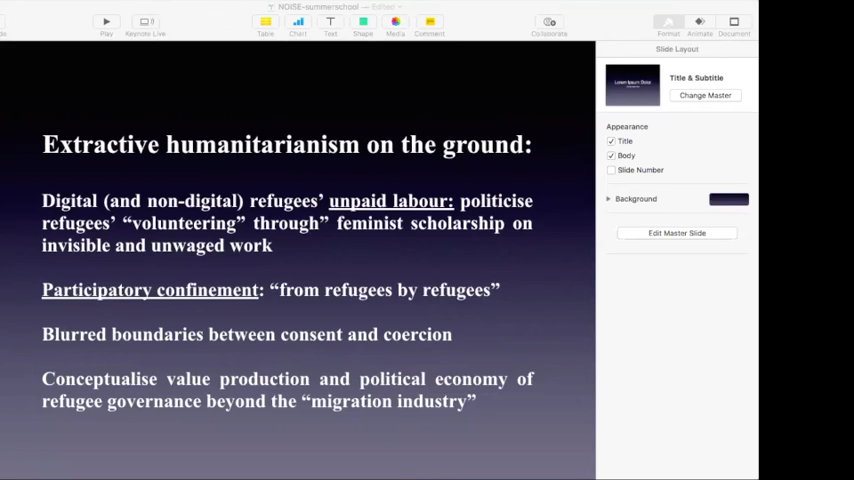 NOISE-summerschool — Edited
Play
Keynote Live
Table
Chart
Text
Shape
Media
Comment
Collaborate
Format
Animate
Document
Slide Layout
Title & Subtitle
Change Master
Appearance
Title
Body
Slide Number
Background
Edit Master Slide
Extractive humanitarianism on the ground:
Digital (and non-digital) refugees’ unpaid labour: politicise
refugees’ “volunteering” through” feminist scholarship on
invisible and unwaged work
Participatory confinement: “from refugees by refugees”
Blurred boundaries between consent and coercion
Conceptualise value production and political economy of
refugee governance beyond the “migration industry”